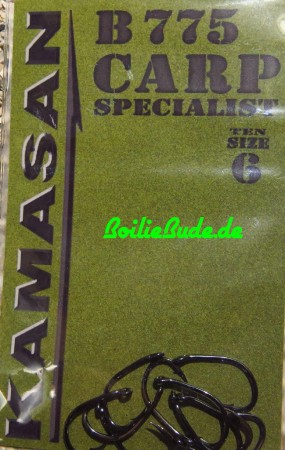 KAMASAN
B 775
CARP
SPECIALIST
TEN
SIZE
6
BoilieBude.de